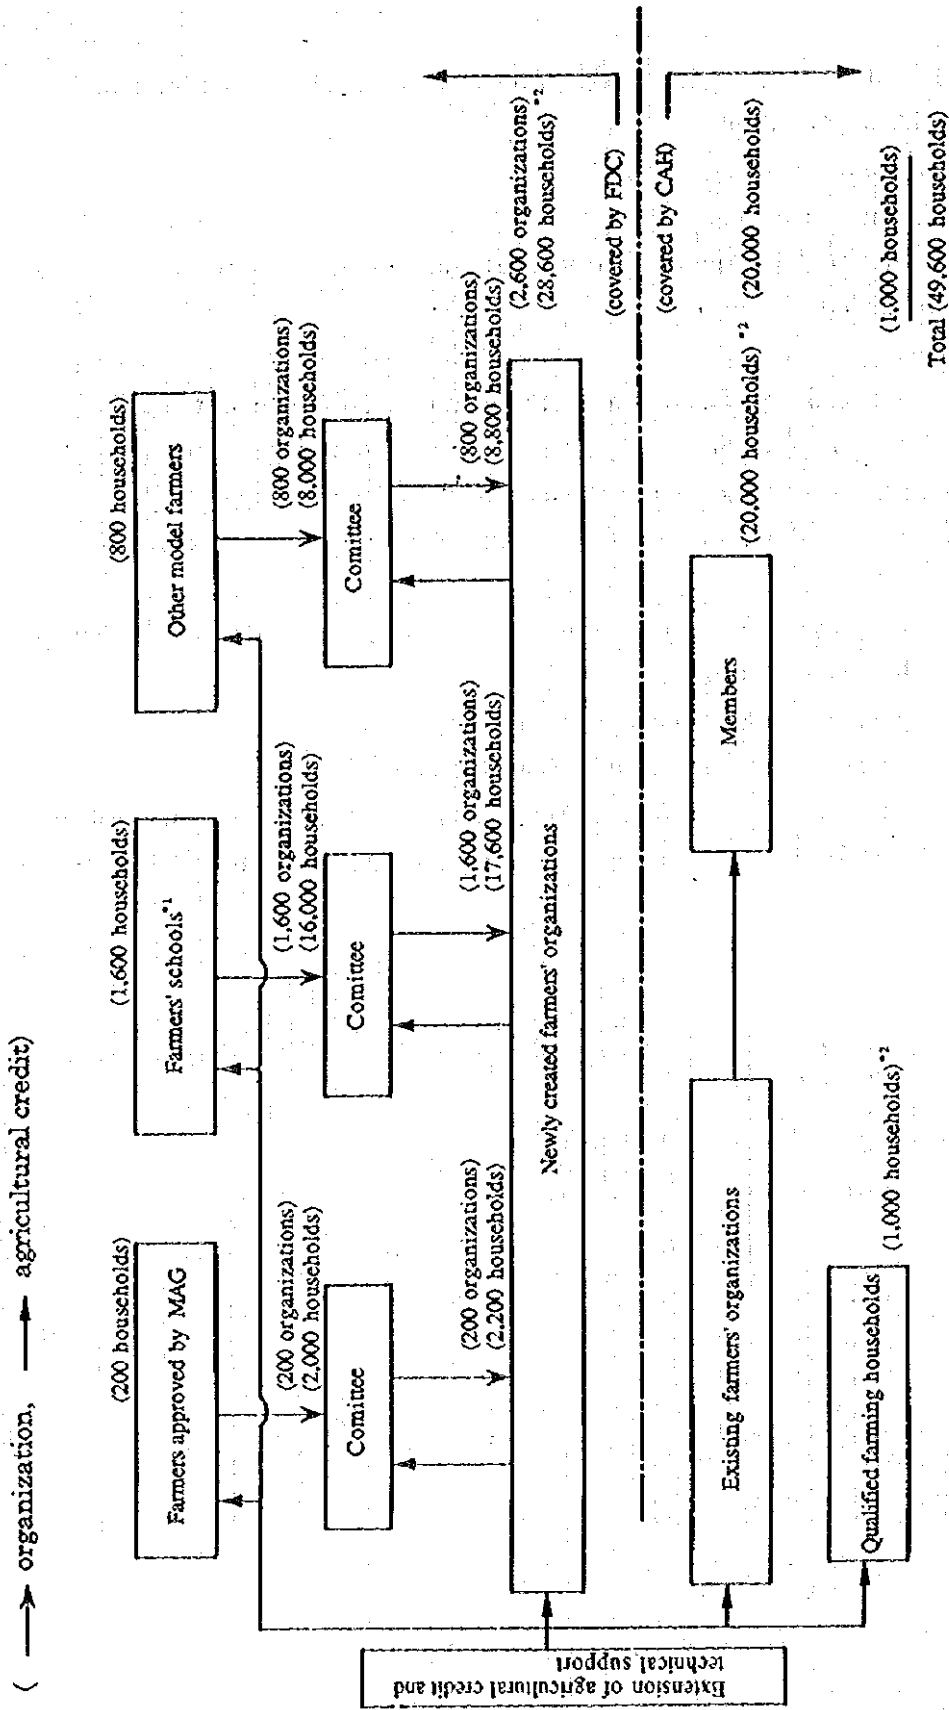 ( → organization, → agricultural credit)
(200 households)
Farmers approved by MAG
(1,600 households)
Farmers' schools*1
(800 households)
Other model farmers
(200 organizations)
(2,000 households)
Comittee
(1,600 organizations)
(16,000 households)
Comittee
(800 organizations)
(8,000 households)
Comittee
(200 organizations)
(2,200 households)
(1,600 organizations)
(17,600 households)
(800 organizations)
(8,800 households)
(2,600 organizations)
(28,600 households)*2
Newly created farmers' organizations
Extension of agricultural credit and
technical support
(covered by FDC)
(covered by CAH)
Existing farmers' organizations
Members
(20,000 households)*2
(20,000 households)
Qualified farming households
(1,000 households)*2
(1,000 households)
Total (49,600 households)